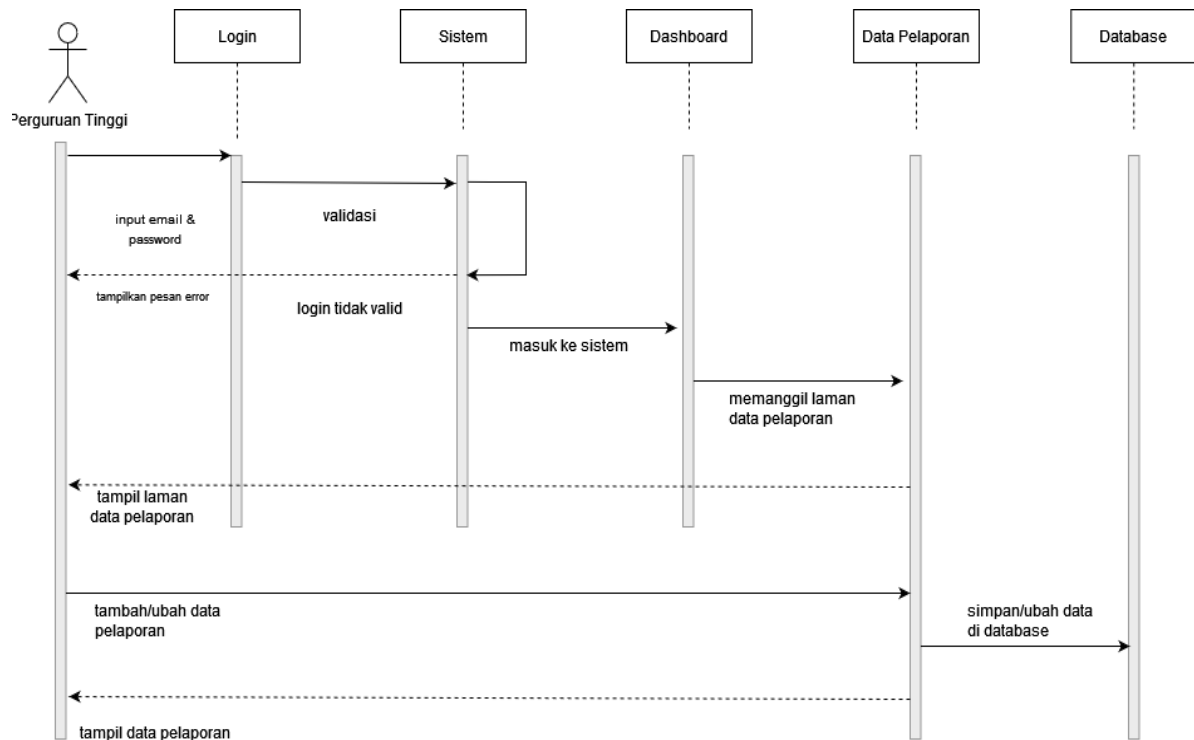 Login
Sistem
Dashboard
Data Pelaporan
Database
Perguruan Tinggi
input email &
password
validasi
tampilkan pesan error
login tidak valid
masuk ke sistem
memanggil laman
data pelaporan
tampil laman
data pelaporan
tambah/ubah data
pelaporan
simpan/ubah data
di database
tampil data pelaporan